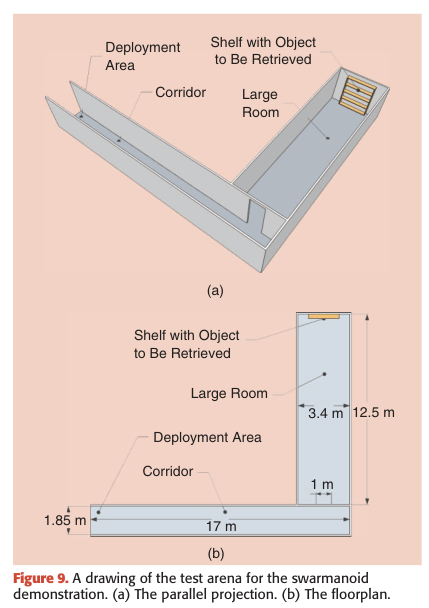 Deployment
Area
Shelf with Object
to Be Retrieved
Corridor
Large
Room
(a)
Shelf with Object
to Be Retrieved
Large Room
3.4 m
12.5 m
Deployment Area
Corridor
1 m
1.85 m
17 m
(b)
Figure 9. A drawing of the test arena for the swarmanoid
demonstration. (a) The parallel projection. (b) The floorplan.